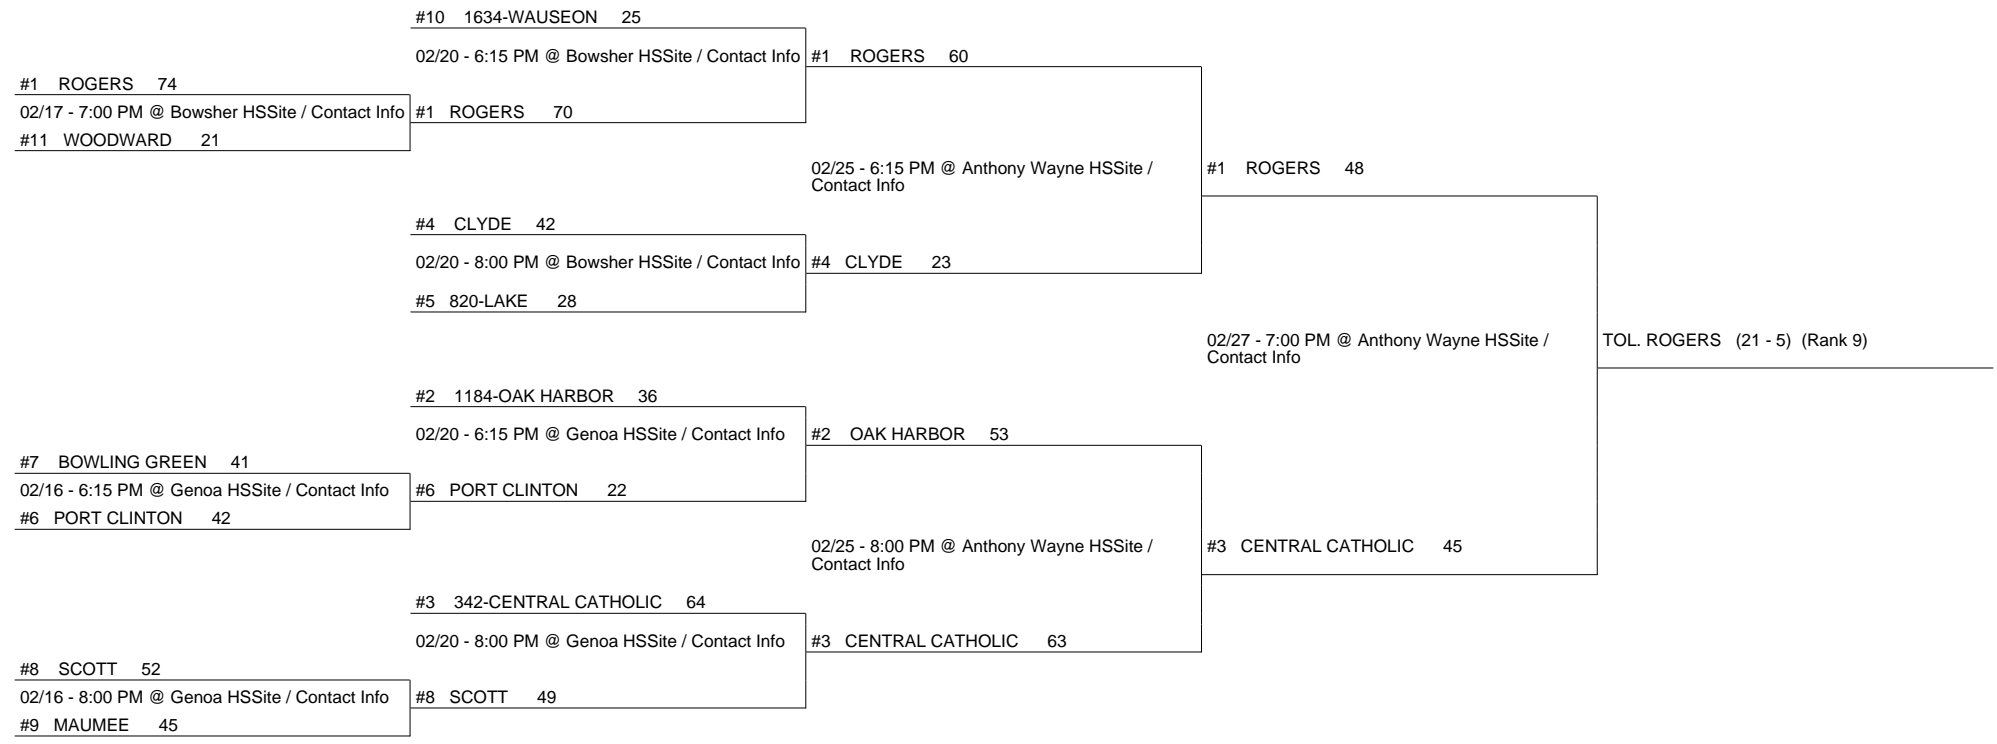 #10 1634-WAUSEON 25
02/20 - 6:15 PM @ Bowsher HSSite / Contact Info
#1 ROGERS 60
#1 ROGERS 74
02/17 - 7:00 PM @ Bowsher HSSite / Contact Info
#1 ROGERS 70
#11 WOODWARD 21
02/25 - 6:15 PM @ Anthony Wayne HSSite /
Contact Info
#1 ROGERS 48
#4 CLYDE 42
02/20 - 8:00 PM @ Bowsher HSSite / Contact Info
#4 CLYDE 23
#5 820-LAKE 28
02/27 - 7:00 PM @ Anthony Wayne HSSite /
Contact Info
TOL. ROGERS (21 - 5) (Rank 9)
#2 1184-OAK HARBOR 36
02/20 - 6:15 PM @ Genoa HSSite / Contact Info
#2 OAK HARBOR 53
#7 BOWLING GREEN 41
02/16 - 6:15 PM @ Genoa HSSite / Contact Info
#6 PORT CLINTON 22
#6 PORT CLINTON 42
02/25 - 8:00 PM @ Anthony Wayne HSSite /
Contact Info
#3 CENTRAL CATHOLIC 45
#3 342-CENTRAL CATHOLIC 64
02/20 - 8:00 PM @ Genoa HSSite / Contact Info
#3 CENTRAL CATHOLIC 63
#8 SCOTT 52
02/16 - 8:00 PM @ Genoa HSSite / Contact Info
#8 SCOTT 49
#9 MAUMEE 45